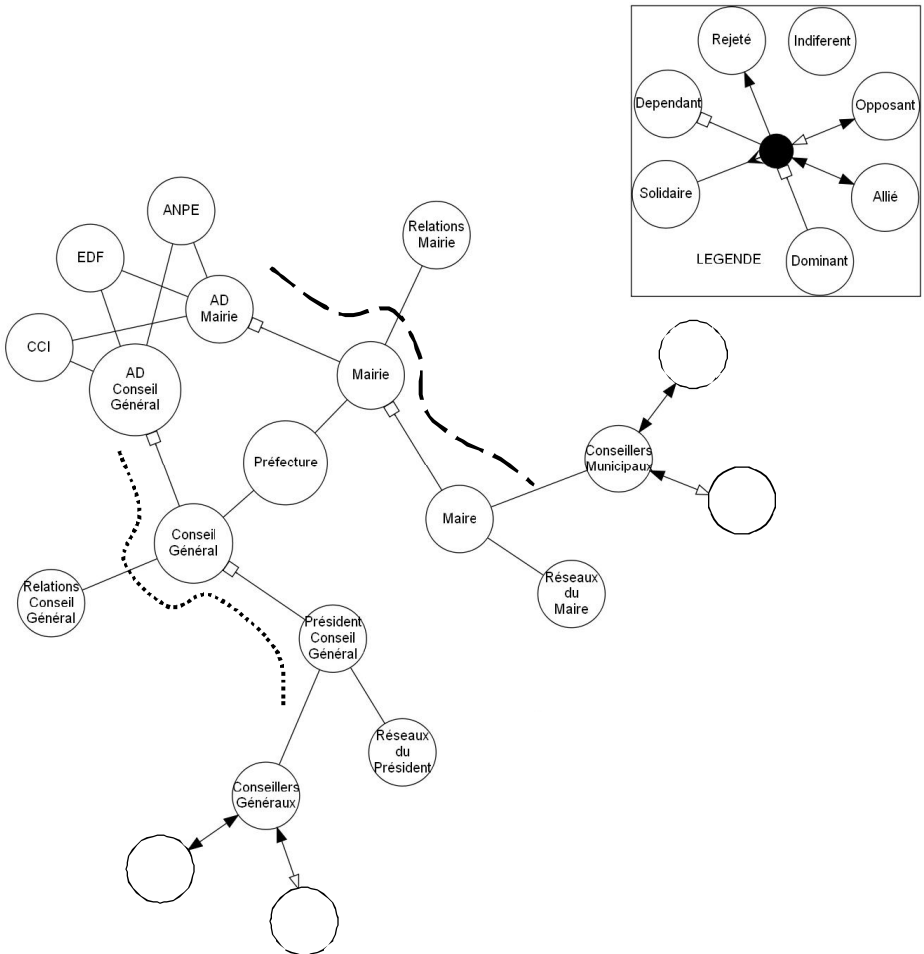 Rejeté
Indiferent
Dependant
Opposant
Solidaire
Allié
LEGENDE
Dominant
ANPE
Relations
Mairie
EDF
AD
Mairie
CCI
AD
Conseil
Général
Mairie
Préfecture
Conseillers
Municipaux
Maire
Conseil
Général
Relations
Conseil
Général
Réseaux
du
Maire
Président
Conseil
Général
Réseaux
du
Président
Conseillers
Généraux